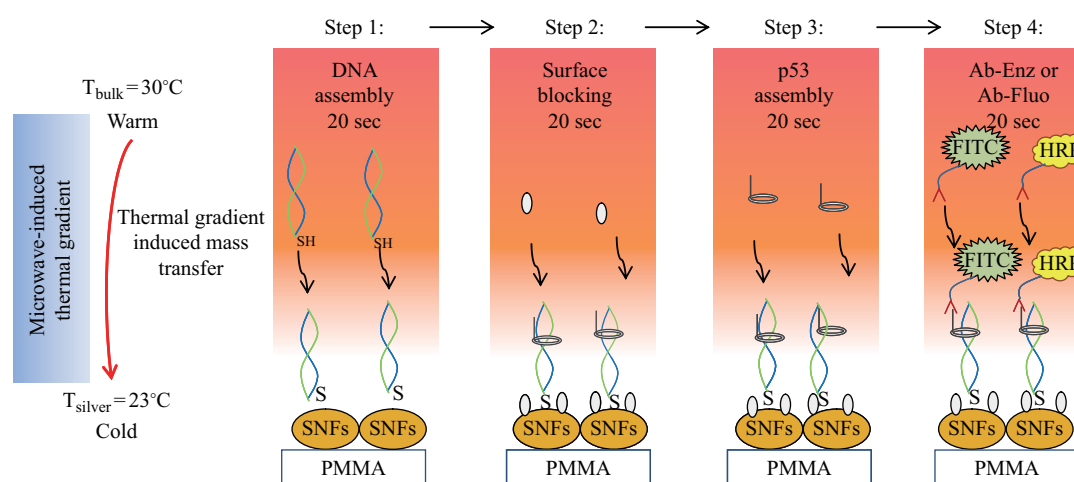 Step 1:
Step 2:
Step 3:
Step 4:
T_bulk = 30°C
Warm
Microwave-induced
thermal gradient
Thermal gradient
induced mass
transfer
T_silver = 23°C
Cold
DNA
assembly
20 sec
SH
SH
S
SNFs
SNFs
PMMA
Surface
blocking
20 sec
S
S
SNFs
SNFs
PMMA
p53
assembly
20 sec
S
S
SNFs
SNFs
PMMA
Ab-Enz or
Ab-Fluo
20 sec
FITC
HRP
FITC
HRP
S
S
SNFs
SNFs
PMMA